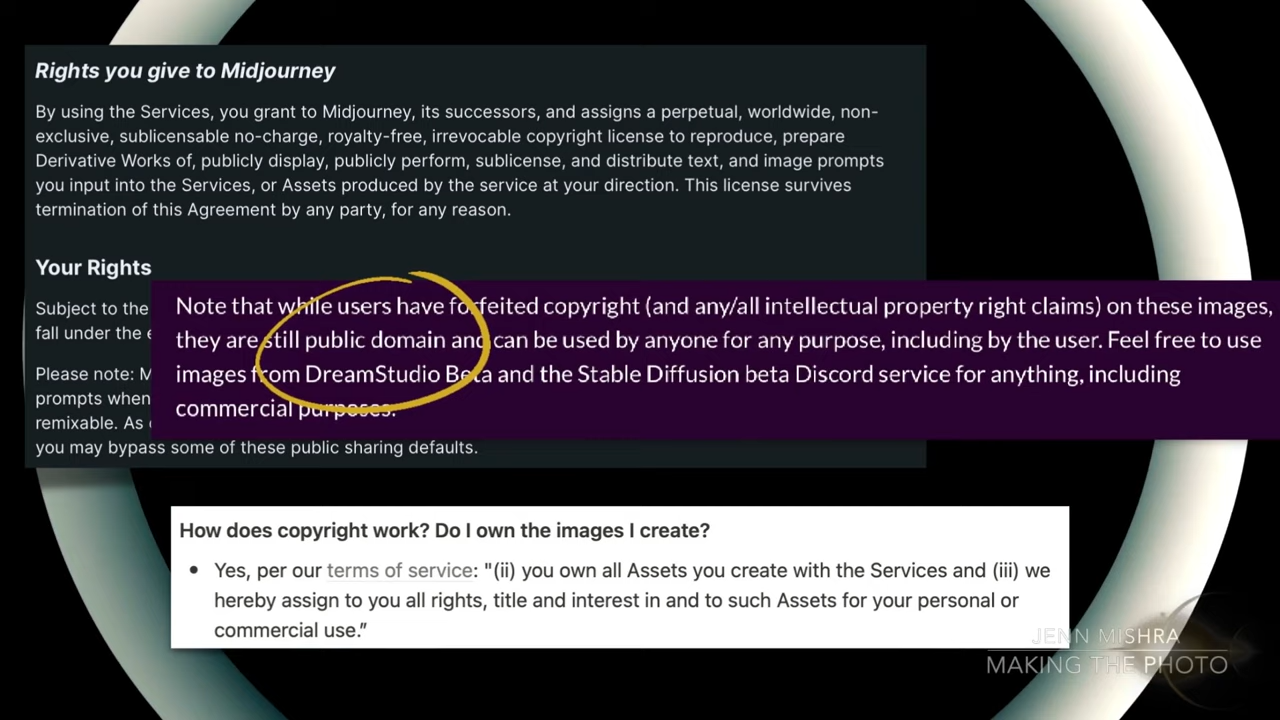 Rights you give to Midjourney
By using the Services, you grant to Midjourney, its successors, and assigns a perpetual, worldwide, non-
exclusive, sublicensable no-charge, royalty-free, irrevocable copyright license to reproduce, prepare
Derivative Works of, publicly display, publicly perform, sublicense, and distribute text, and image prompts
you input into the Services, or Assets produced by the service at your direction. This license survives
termination of this Agreement by any party, for any reason.
Your Rights
Subject to the
fall under the
Please note:
prompts when
remixable. As
you may bypass some of these public sharing defaults.
Note that while users have forfeited copyright (and any/all intellectual property right claims) on these images,
they are still public domain and can be used by anyone for any purpose, including by the user. Feel free to use
images from DreamStudio Beta and the Stable Diffusion beta Discord service for anything, including
commercial purposes.
How does copyright work? Do I own the images I create?
• Yes, per our terms of service: "(ii) you own all Assets you create with the Services and (iii) we
hereby assign to you all rights, title and interest in and to such Assets for your personal or
commercial use.”
JENN MISHRA
MAKING THE PHOTO